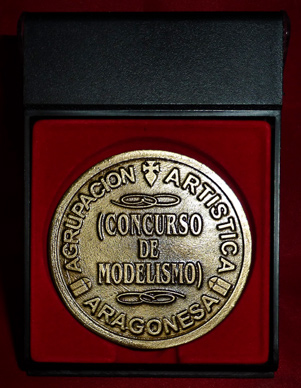 AGRUPACION ARTISTICA
ARAGONESA
(CONCURSO
DE
MODELISMO)